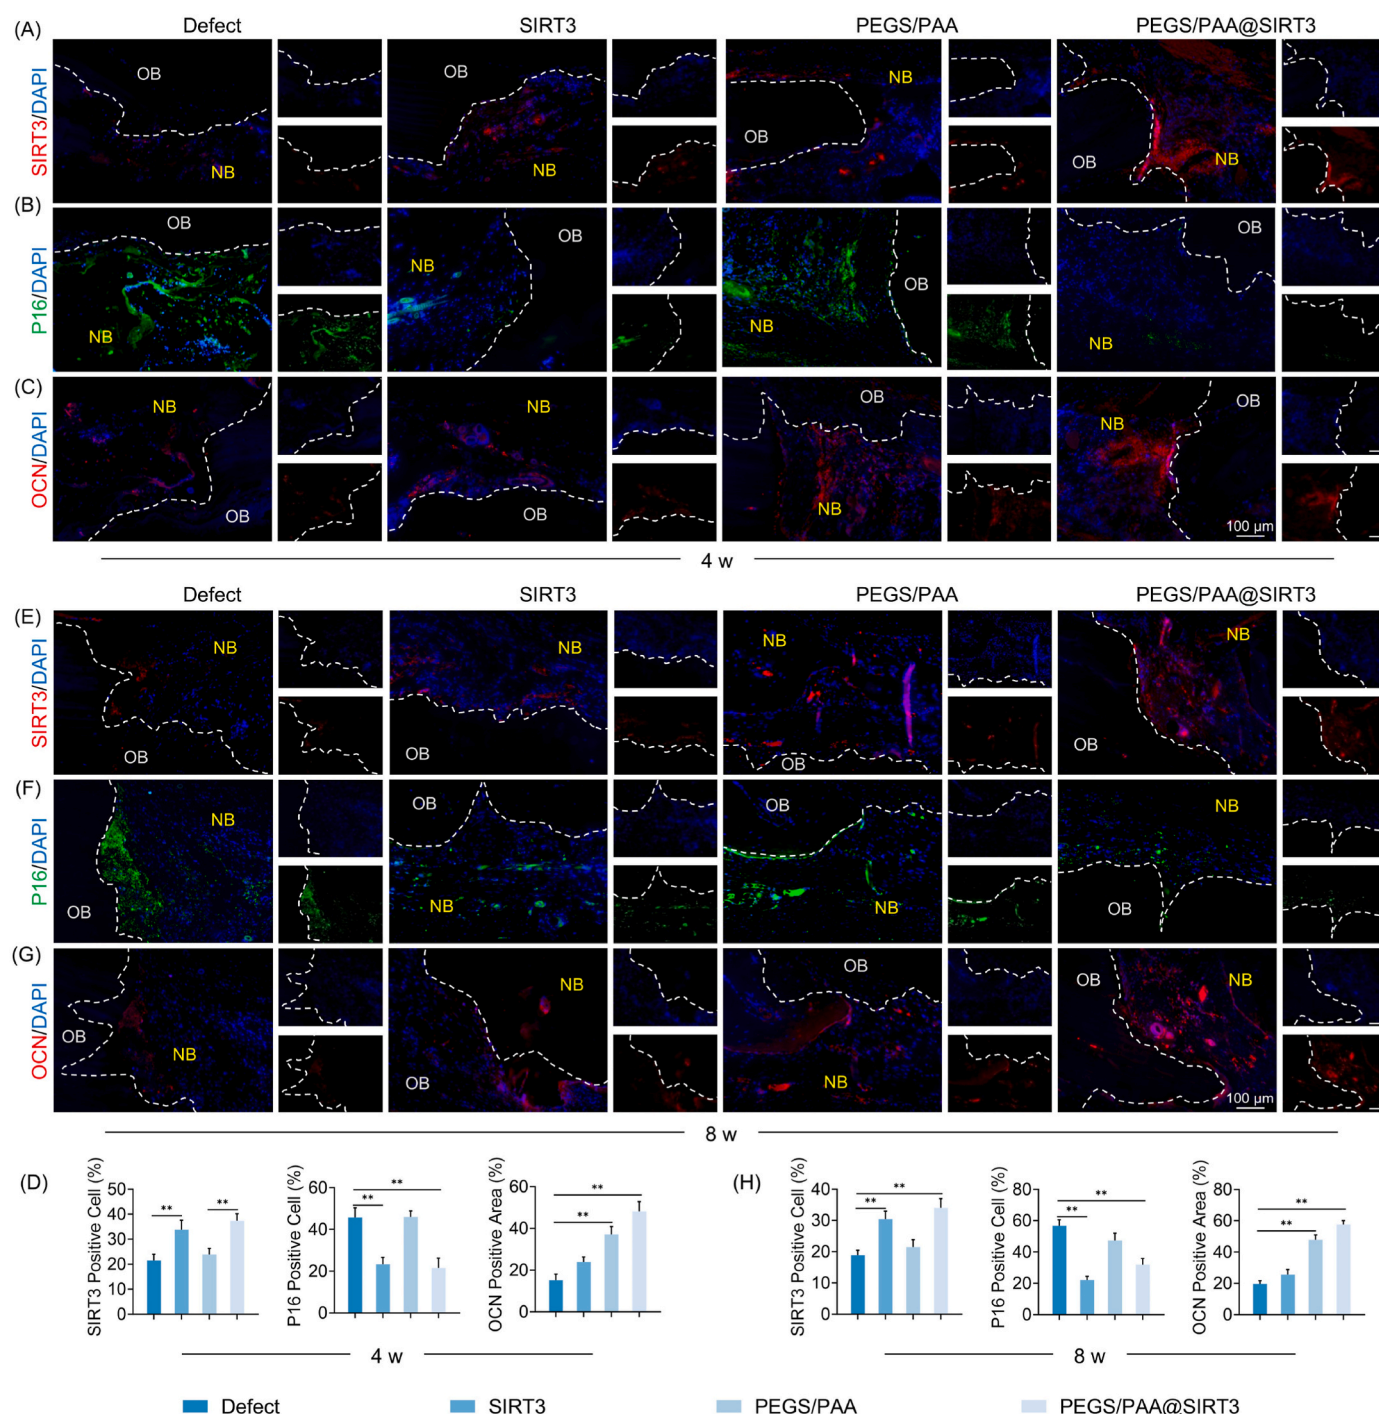 (A) Defect SIRT3 PEGS/PAA PEGS/PAA@SIRT3
SIRT3/DAPI OB NB OB NB OB NB OB NB
(B) P16/DAPI OB NB NB OB OB NB OB NB
(C) OCN/DAPI NB OB NB OB OB NB NB OB 100 µm
4 w
Defect SIRT3 PEGS/PAA PEGS/PAA@SIRT3
(E) SIRT3/DAPI NB OB NB OB NB OB NB OB
(F) P16/DAPI NB OB OB NB OB NB NB OB
(G) OCN/DAPI OB NB NB OB OB NB OB NB 100 µm
8 w
(D)
SIRT3 Positive Cell (%)
50
40
30
20
10
0
** **
P16 Positive Cell (%)
60
40
20
0
**
**
OCN Positive Area (%)
60
40
20
0
**
**
4 w
(H)
SIRT3 Positive Cell (%)
40
30
20
10
0
**
**
P16 Positive Cell (%)
80
60
40
20
0
**
**
OCN Positive Area (%)
80
60
40
20
0
**
**
8 w
Defect SIRT3 PEGS/PAA PEGS/PAA@SIRT3